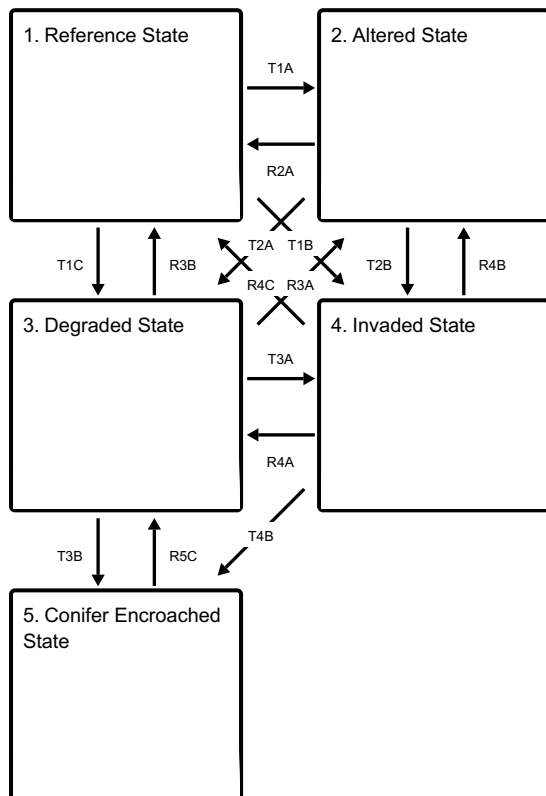 1. Reference State
2. Altered State
T1A
R2A
T2A
T1B
T1C
R3B
T2B
R4B
R4C
R3A
3. Degraded State
4. Invaded State
T3A
R4A
T4B
T3B
R5C
5. Conifer Encroached
State